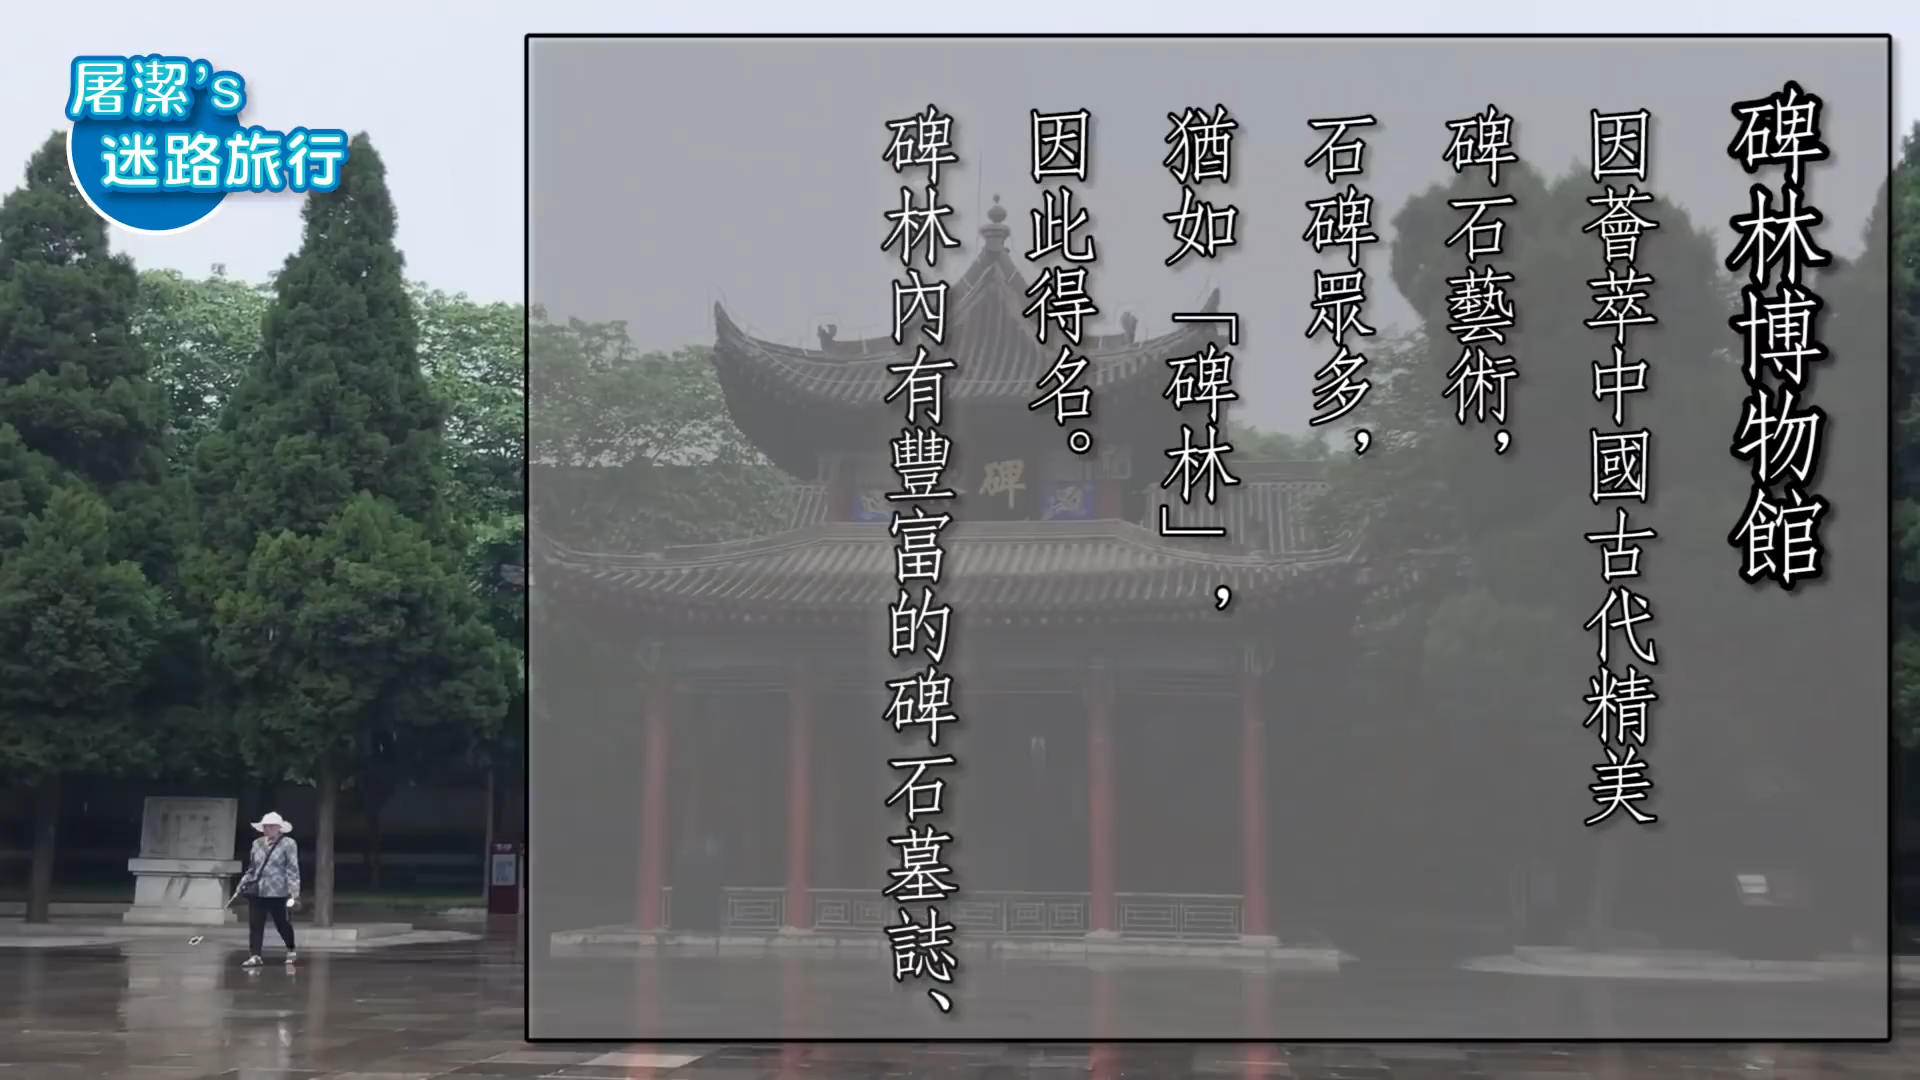 屠潔's
迷路旅行
碑林博物館
因薈萃中國古代精美
碑石藝術，
石碑眾多，
猶如「碑林」，
因此得名。
碑林內有豐富的碑石墓誌、
碑